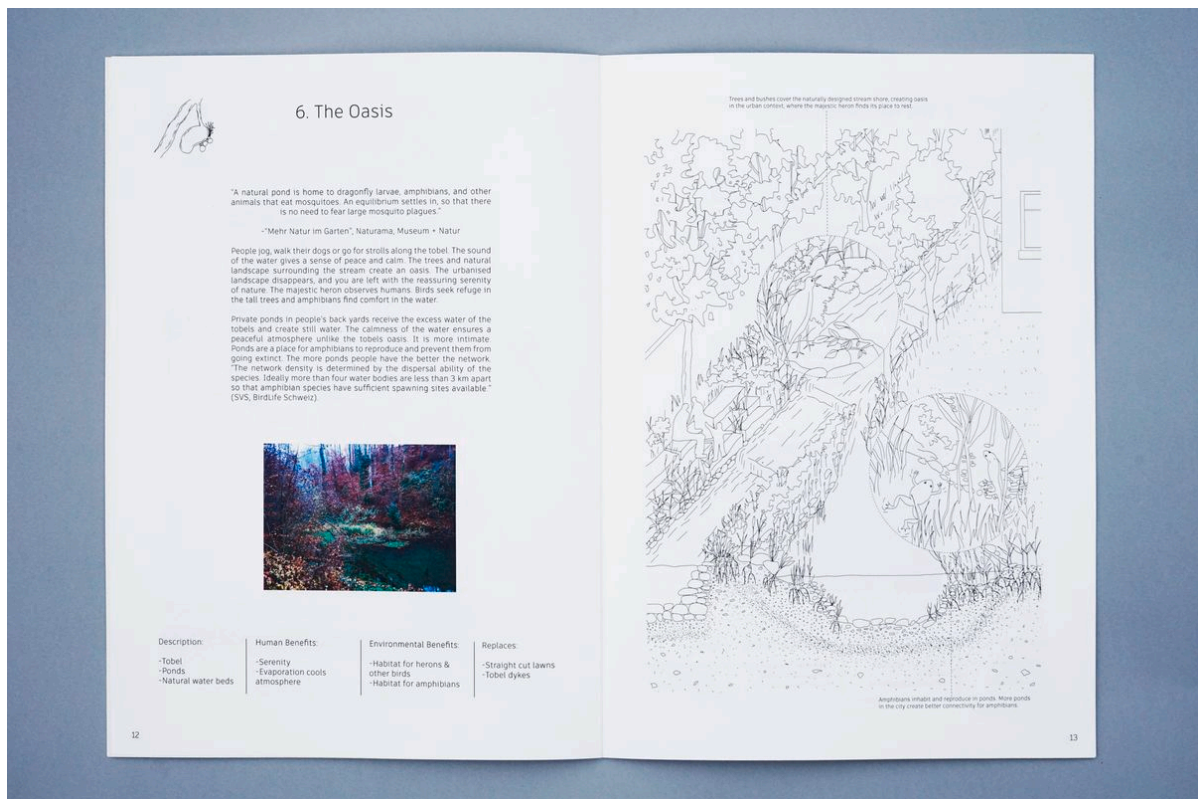 6. The Oasis
"A natural pond is home to dragonfly larvae, amphibians, and other
animals that eat mosquitoes. An equilibrium settles in, so that there
is no need to fear large mosquito plagues."
-"Mehr Natur im Garten", Naturama, Museum + Natur
People jog, walk their dogs or go for strolls along the tobel. The sound
of the water gives a sense of peace and calm. The trees and natural
landscape surrounding the stream create an oasis. The urbanised
landscape disappears, and you are left with the reassuring serenity
of nature. The majestic heron observes humans. Birds seek refuge in
the tall trees and amphibians find comfort in the water.
Private ponds in people's back yards receive the excess water of the
tobels and create still water. The calmness of the water ensures a
peaceful atmosphere unlike the tobels oasis. It is more intimate.
Ponds are a place for amphibians to reproduce and prevent them from
going extinct. The more ponds people have the better the network.
"The network density is determined by the dispersal ability of the
species. Ideally more than four water bodies are less than 3 km apart
so that amphibian species have sufficient spawning sites available."
(SVS, BirdLife Schweiz).
Description:
-Tobel
-Ponds
-Natural water beds
Human Benefits:
-Serenity
-Evaporation cools
atmosphere
Environmental Benefits:
-Habitat for herons &
other birds
-Habitat for amphibians
Replaces:
-Straight cut lawns
-Tobel dykes
12
Trees and bushes cover the naturally designed stream shore, creating oasis
in the urban context, where the majestic heron finds its place to rest.
Amphibians inhabit and reproduce in ponds. More ponds
in the city create better connectivity for amphibians.
13